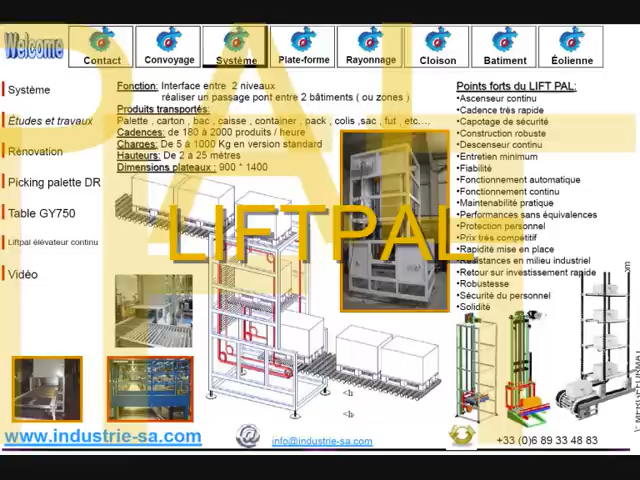 Welcome
Contact
Convoyage
Système
Plate-forme
Rayonnage
Cloison
Batiment
Éolienne
Système
Études et travaux
Rénovation
Picking palette DR
Table GY750
Liftpal élévateur continu
Vidéo
Fonction: Interface entre 2 niveaux
réaliser un passage pont entre 2 bâtiments ( ou zones )
Produits transportés:
Palette , carton , bac , caisse , container , pack , colis ,sac , fut , etc….
Cadences: de 180 à 2000 produits / heure
Charges: De 5 à 1000 Kg en version standard
Hauteurs: De 2 à 25 mètres
Dimensions plateaux : 900 * 1400
LIFTPAL
Points forts du LIFT PAL:
•Ascenseur continu
•Cadence très rapide
•Capotage de sécurité
•Construction robuste
•Descenseur continu
•Entretien minimum
•Fiabilité
•Fonctionnement automatique
•Fonctionnement continu
•Maintenabilité pratique
•Performances sans équivalences
•Protection personnel
•Prix très compétitif
•Rapidité mise en place
•Résistances en milieu industriel
•Retour sur investissement rapide
•Robustesse
•Sécurité du personnel
•Solidité
www.industrie-sa.com
@
info@industrie-sa.com
+33 (0)6 89 33 48 83